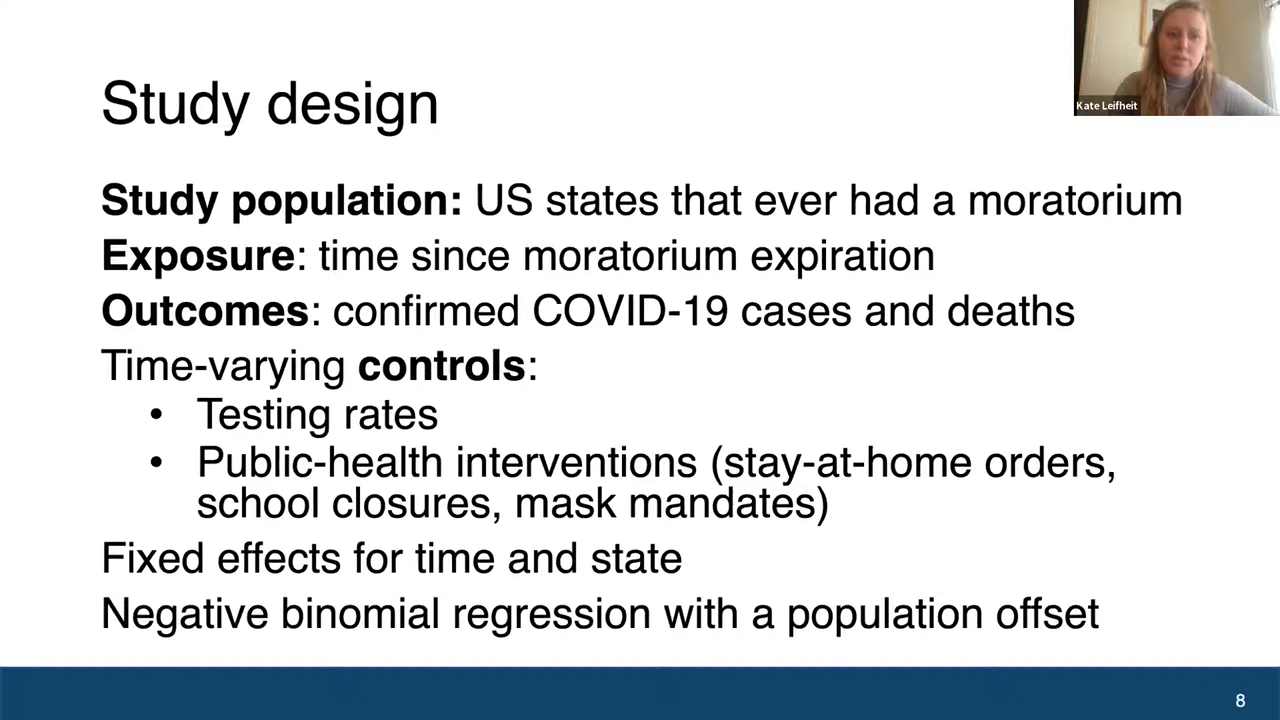 Kate Leifheit
Study design
Study population: US states that ever had a moratorium
Exposure: time since moratorium expiration
Outcomes: confirmed COVID-19 cases and deaths
Time-varying controls:
• Testing rates
• Public-health interventions (stay-at-home orders,
school closures, mask mandates)
Fixed effects for time and state
Negative binomial regression with a population offset
8